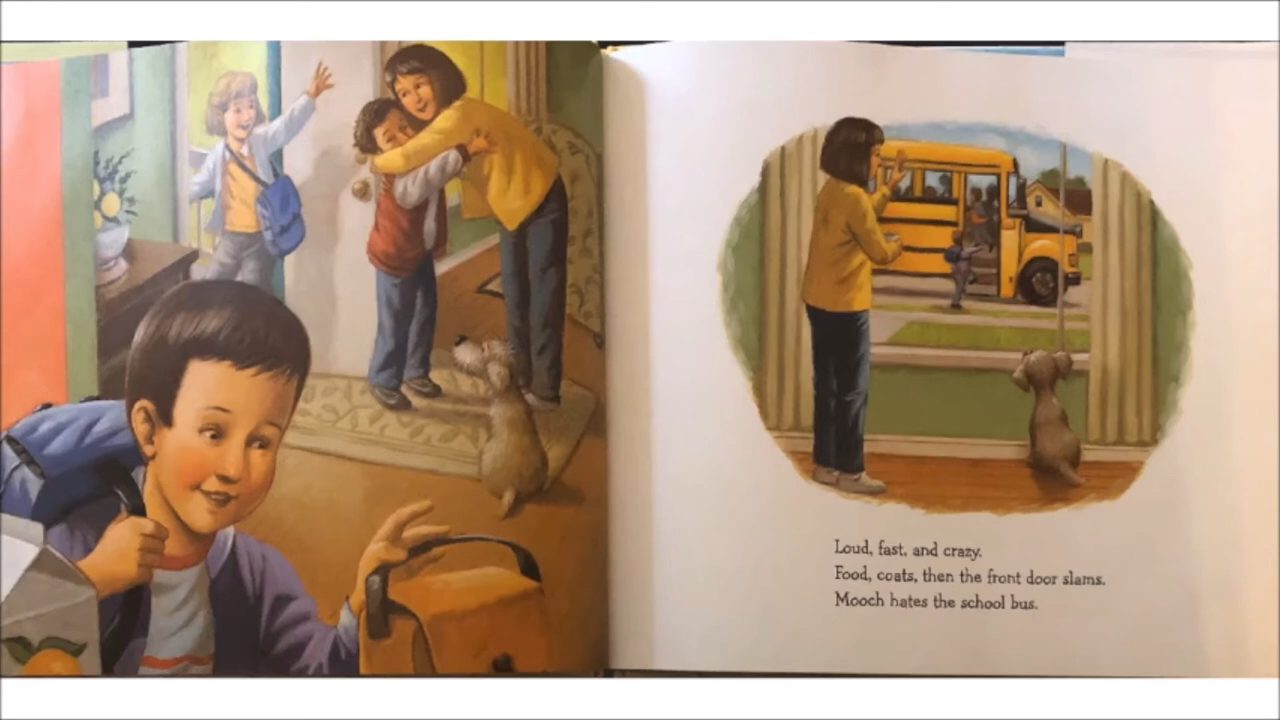 Loud, fast, and crazy.
Food, coats, then the front door slams.
Mooch hates the school bus.